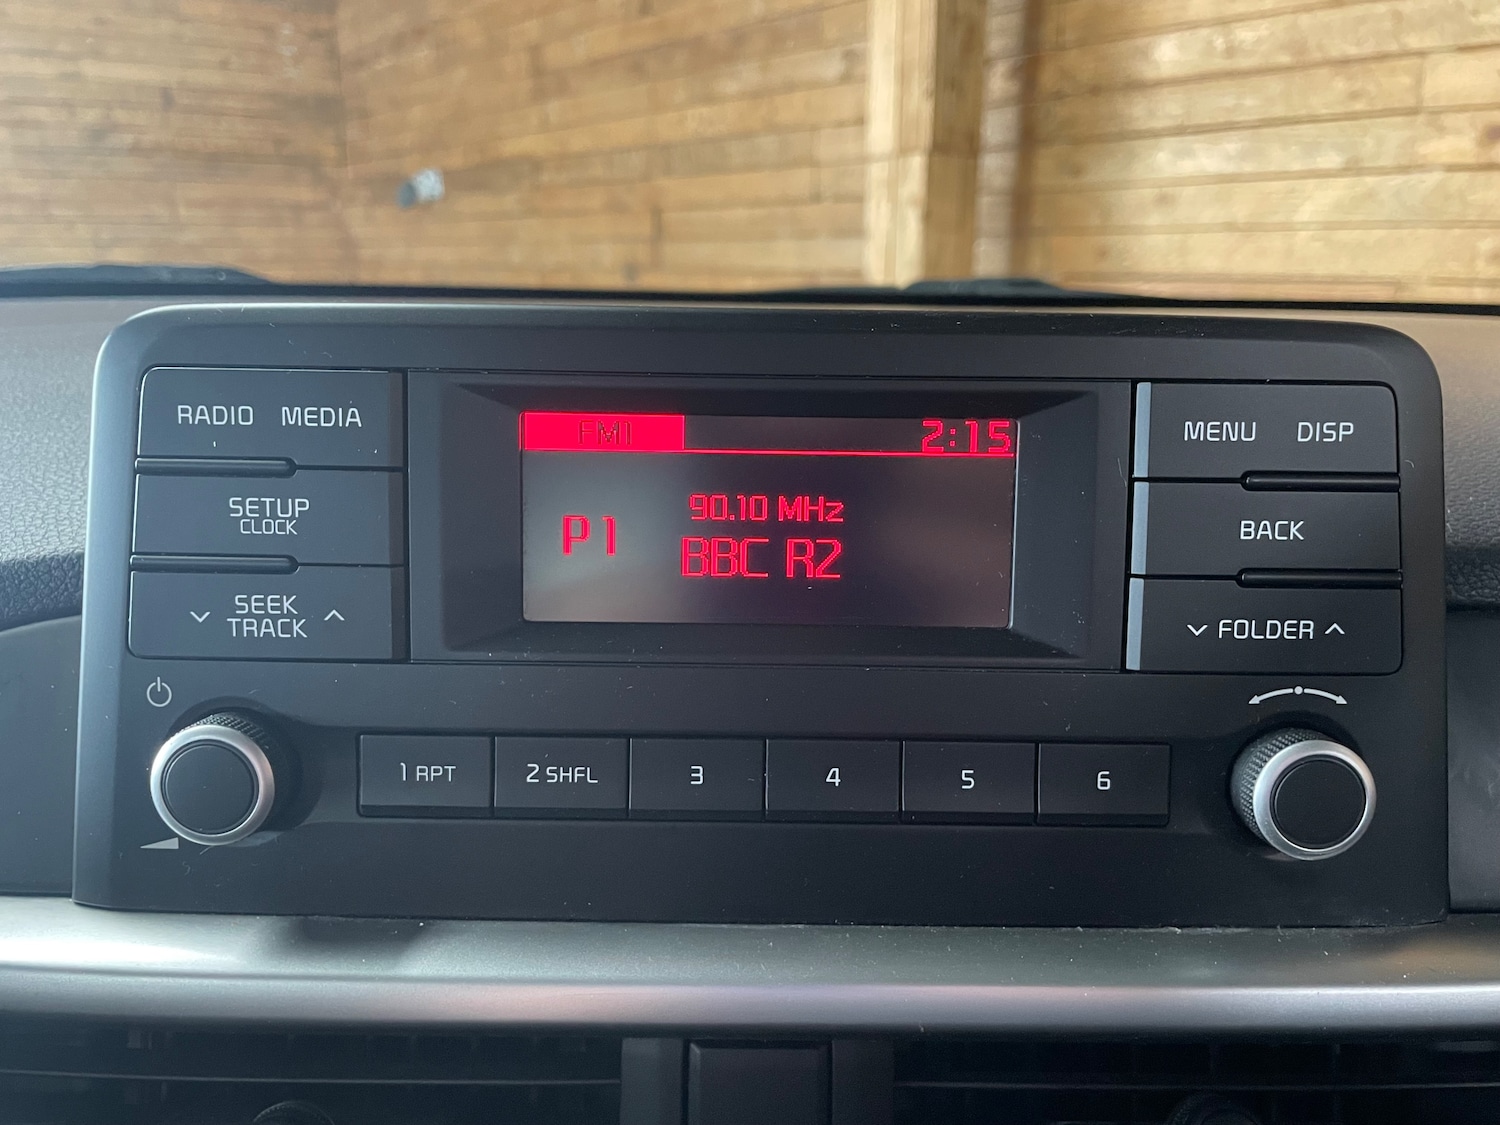 RADIO MEDIA
SETUP
CLOCK
SEEK
TRACK
FM1
2:15
90.10 MHz
P1
BBC R2
MENU DISP
BACK
FOLDER
1 RPT
2 SHFL
3
4
5
6